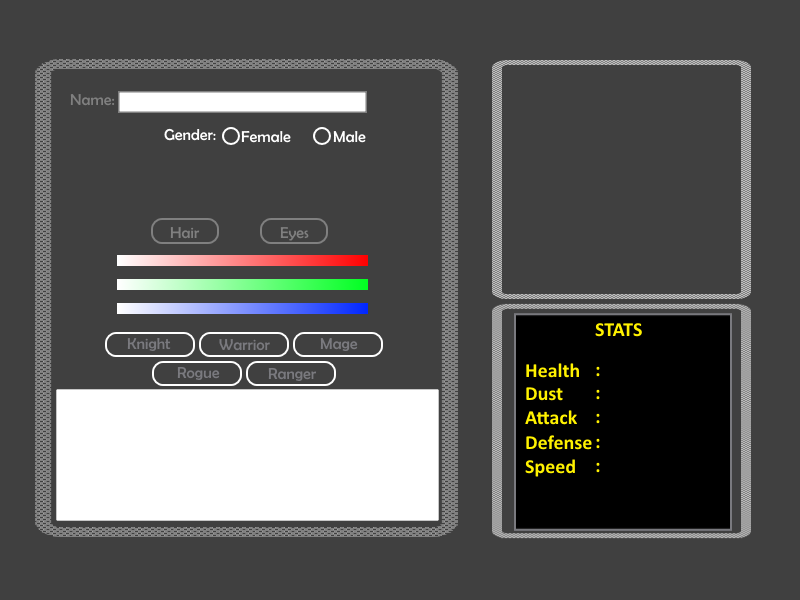 Name:
Gender: Female Male
Hair Eyes
Knight Warrior Mage
Rogue Ranger
STATS
Health :
Dust :
Attack :
Defense :
Speed :